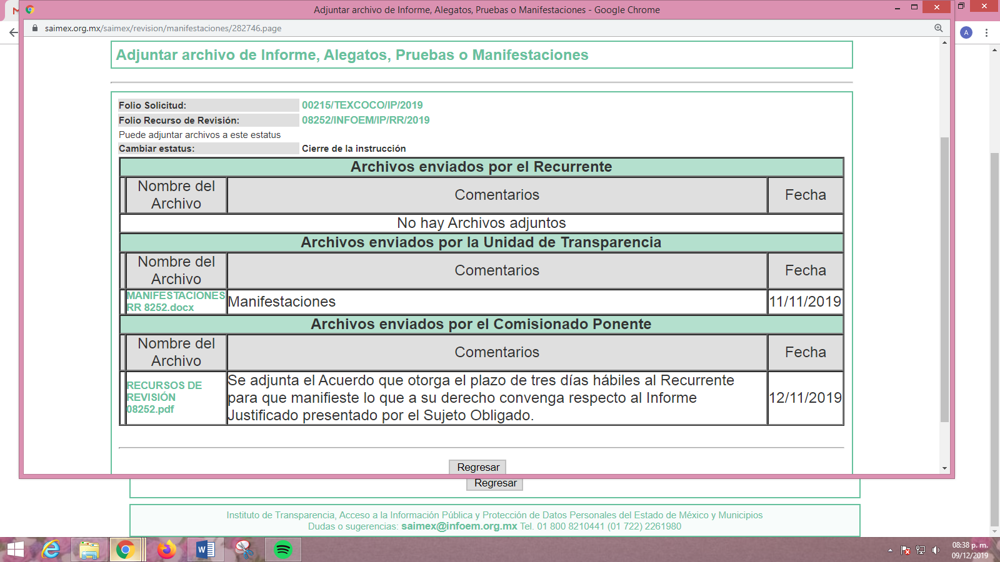 Adjuntar archivo de Informe, Alegatos, Pruebas o Manifestaciones - Google Chrome
saimex.org.mx/saimex/revision/manifestaciones/282746.page
A
Adjuntar archivo de Informe, Alegatos, Pruebas o Manifestaciones
Folio Solicitud: 00215/TEXCOCO/IP/2019
Folio Recurso de Revisión: 08252/INFOEM/IP/RR/2019
Puede adjuntar archivos a este estatus
Cambiar estatus: Cierre de la instrucción
Archivos enviados por el Recurrente
Nombre del Archivo Comentarios Fecha
No hay Archivos adjuntos
Archivos enviados por la Unidad de Transparencia
Nombre del Archivo Comentarios Fecha
MANIFESTACIONES RR 8252.docx Manifestaciones 11/11/2019
Archivos enviados por el Comisionado Ponente
Nombre del Archivo Comentarios Fecha
RECURSOS DE REVISIÓN 08252.pdf
Se adjunta el Acuerdo que otorga el plazo de tres días hábiles al Recurrente
para que manifieste lo que a su derecho convenga respecto al Informe
Justificado presentado por el Sujeto Obligado.
12/11/2019
Regresar
Regresar
Instituto de Transparencia, Acceso a la Información Pública y Protección de Datos Personales del Estado de México y Municipios
Dudas o sugerencias: saimex@infoem.org.mx Tel. 01 800 8210441 (01 722) 2261980
08:38 p. m.
09/12/2019